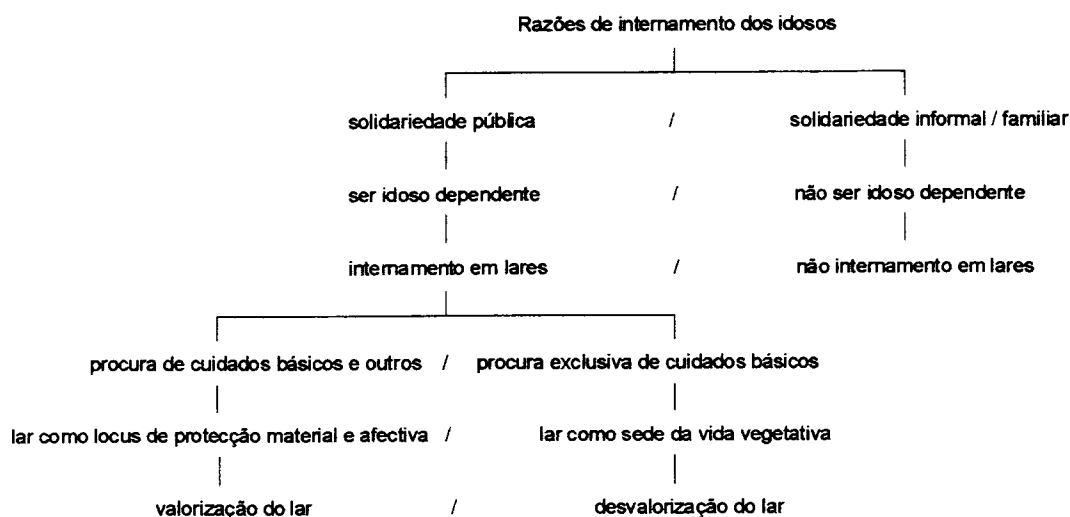 Razões de internamento dos idosos
solidariedade pública / solidariedade informal / familiar
ser idoso dependente / não ser idoso dependente
internamento em lares / não internamento em lares
procura de cuidados básicos e outros / procura exclusiva de cuidados básicos
lar como locus de protecção material e afectiva / lar como sede da vida vegetativa
valorização do lar / desvalorização do lar